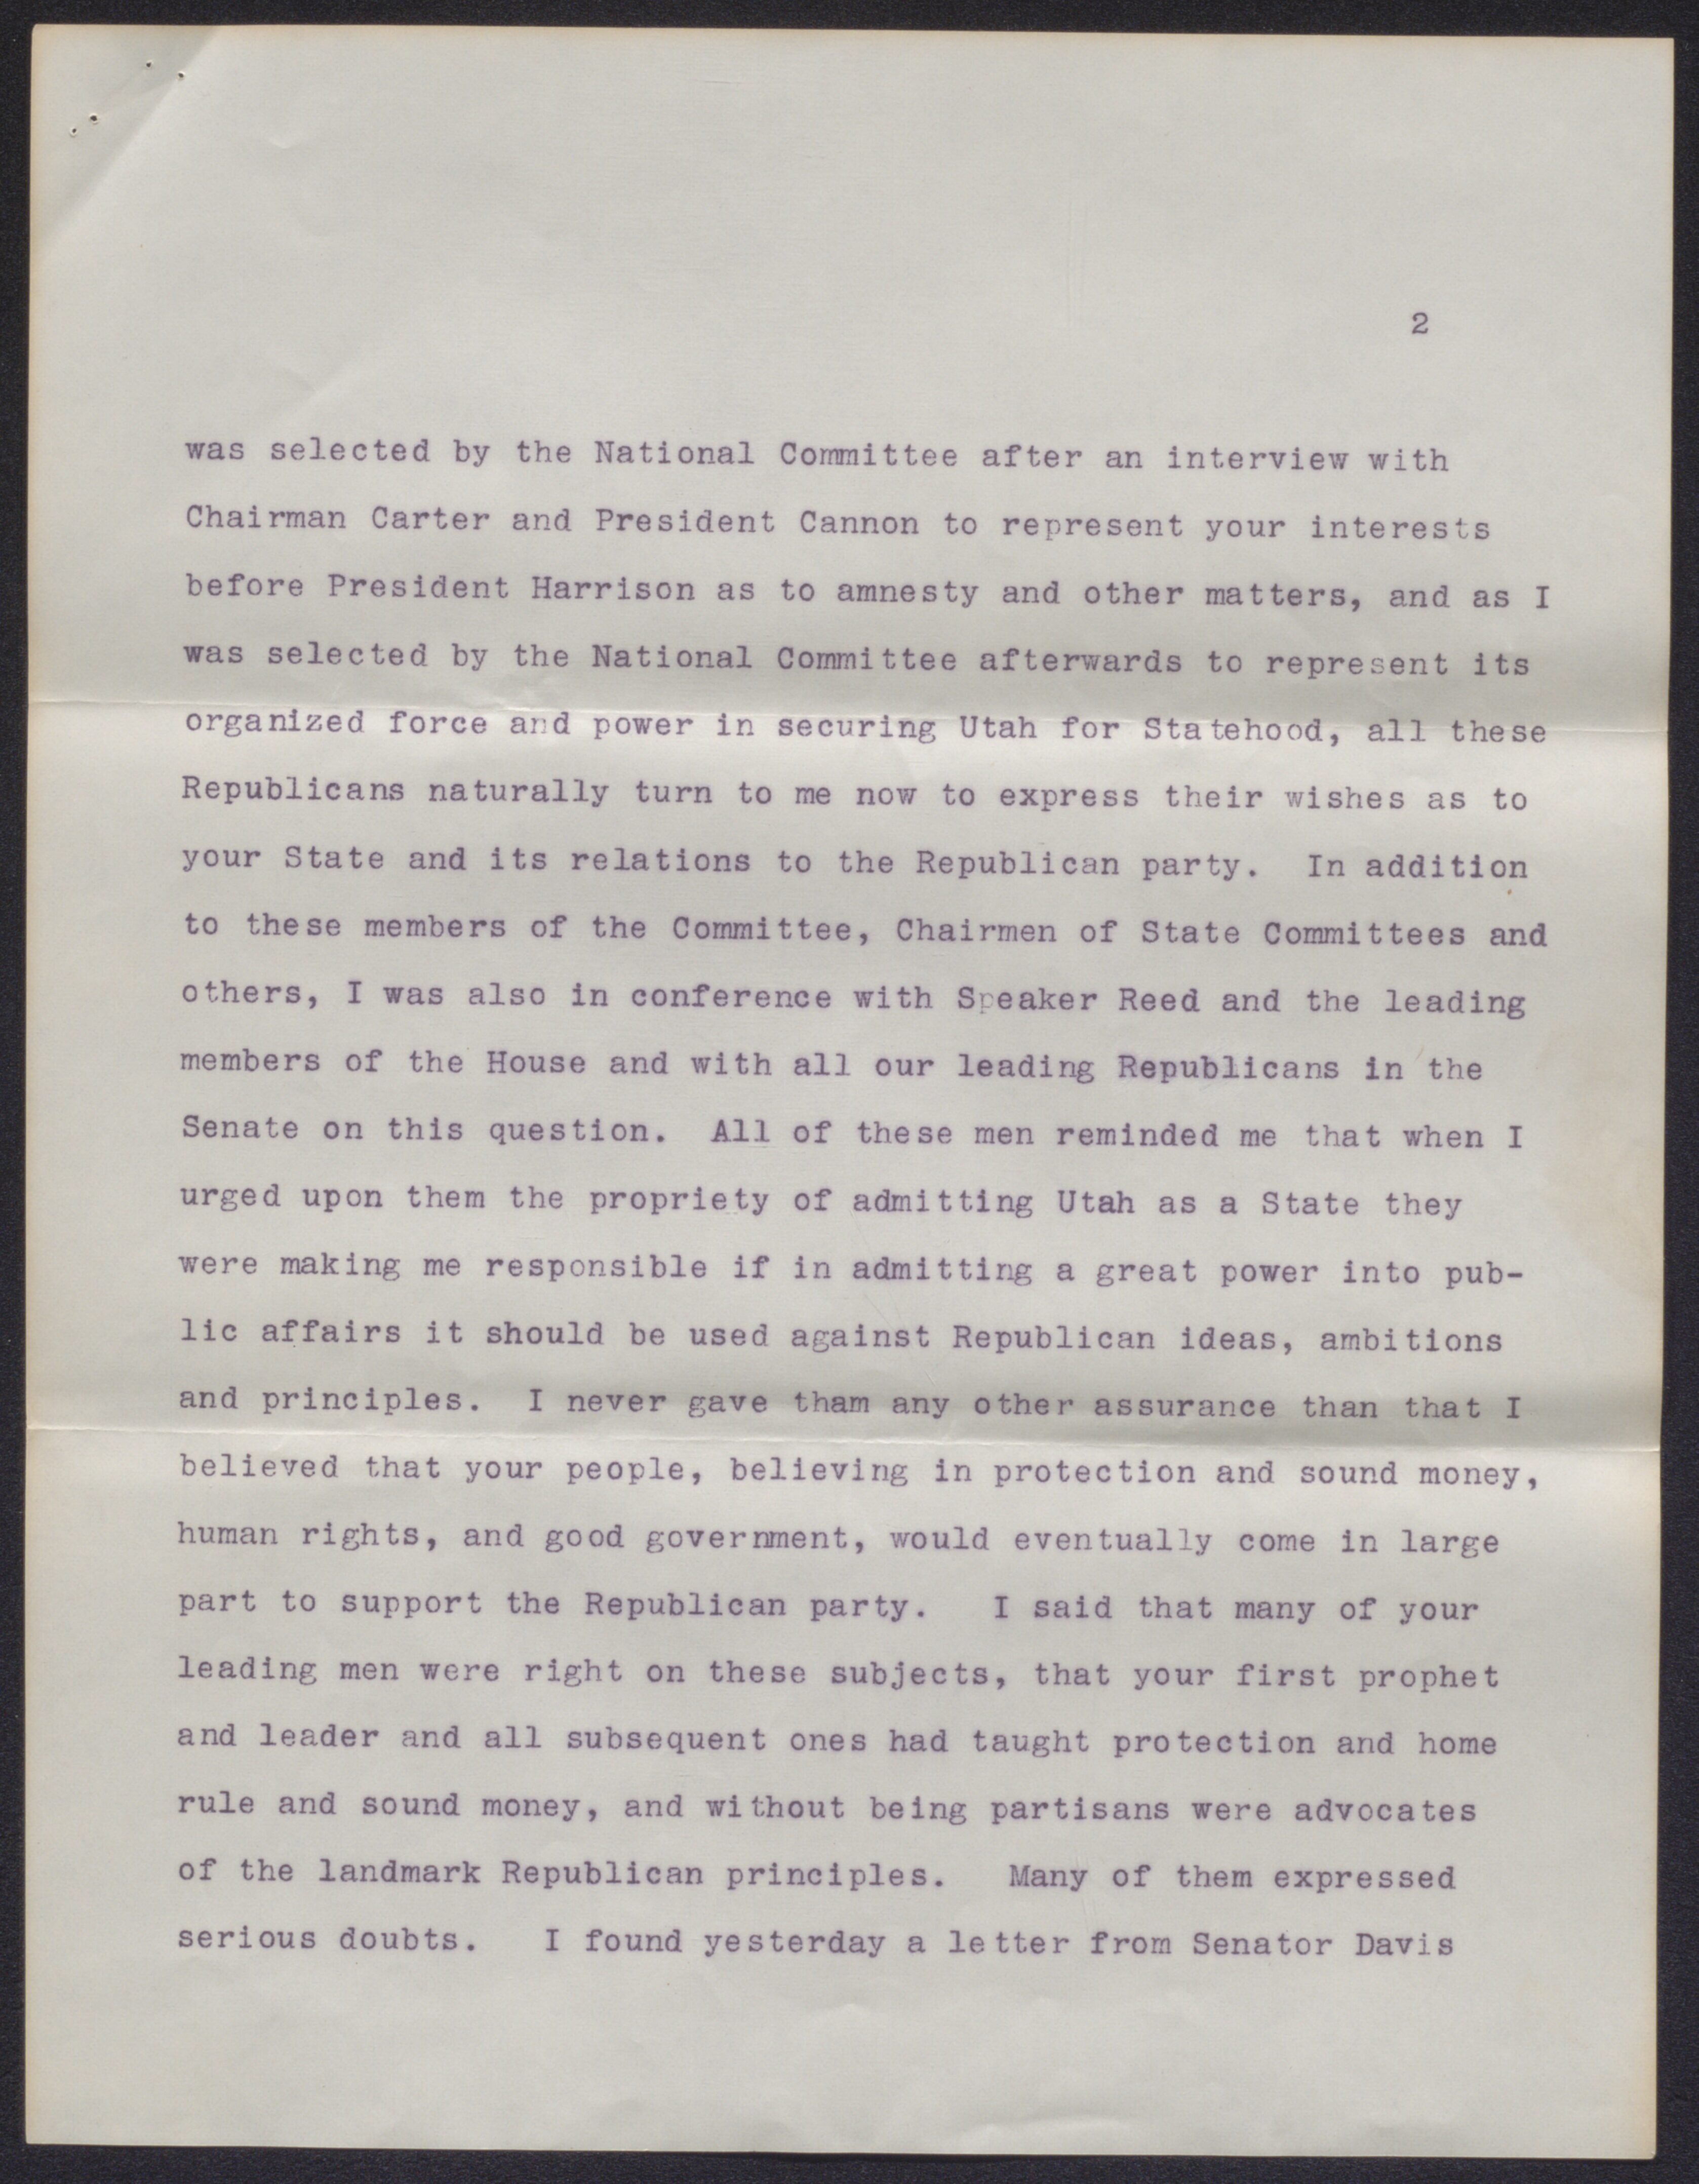 2
was selected by the National Committee after an interview with
Chairman Carter and President Cannon to represent your interests
before President Harrison as to amnesty and other matters, and as I
was selected by the National Committee afterwards to represent its
organized force and power in securing Utah for Statehood, all these
Republicans naturally turn to me now to express their wishes as to
your State and its relations to the Republican party. In addition
to these members of the Committee, Chairmen of State Committees and
others, I was also in conference with Speaker Reed and the leading
members of the House and with all our leading Republicans in the
Senate on this question. All of these men reminded me that when I
urged upon them the propriety of admitting Utah as a State they
were making me responsible if in admitting a great power into pub-
lic affairs it should be used against Republican ideas, ambitions
and principles. I never gave tham any other assurance than that I
believed that your people, believing in protection and sound money,
human rights, and good government, would eventually come in large
part to support the Republican party. I said that many of your
leading men were right on these subjects, that your first prophet
and leader and all subsequent ones had taught protection and home
rule and sound money, and without being partisans were advocates
of the landmark Republican principles. Many of them expressed
serious doubts. I found yesterday a letter from Senator Davis